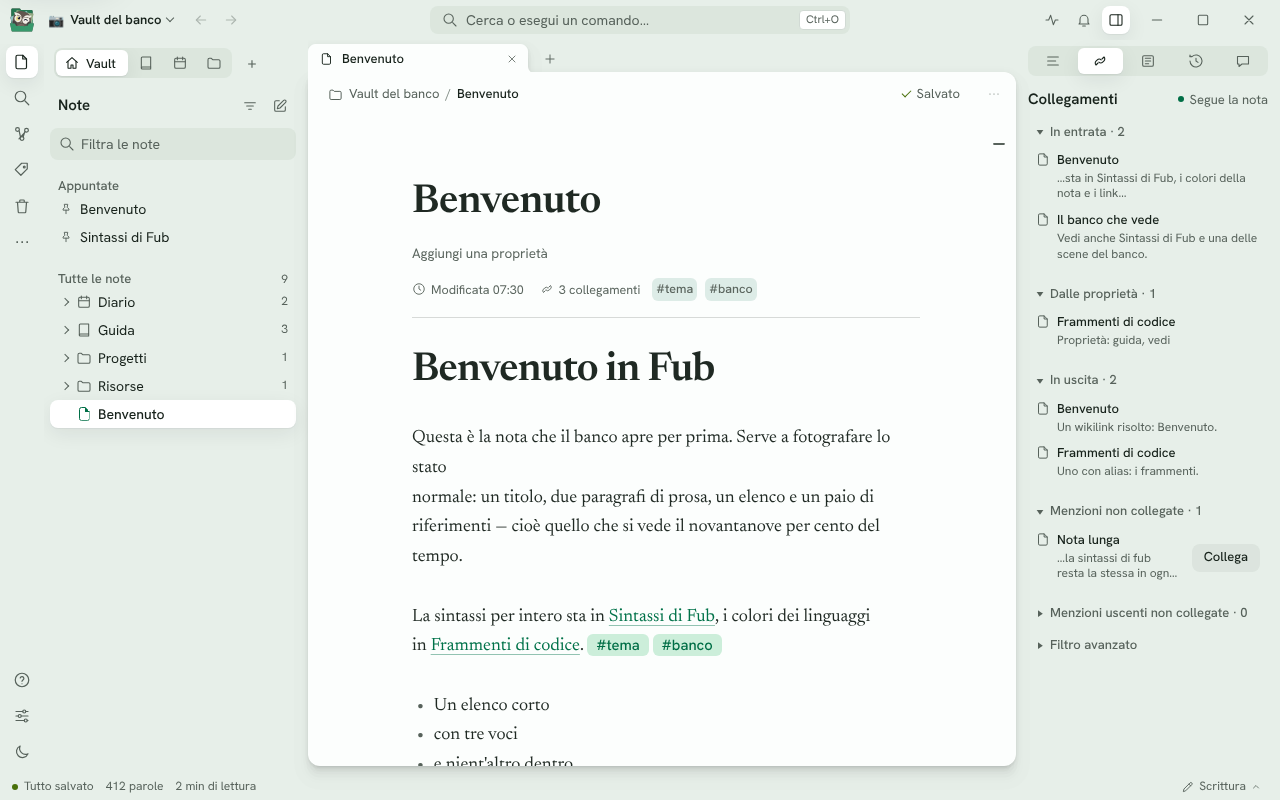 Vault del banco
Cerca o esegui un comando…
Ctrl+O
Vault
Note
Filtra le note
Appuntate
Benvenuto
Sintassi di Fub
Tutte le note 9
Diario 2
Guida 3
Progetti 1
Risorse 1
Benvenuto
Benvenuto
Vault del banco / Benvenuto
Salvato
Benvenuto
Aggiungi una proprietà
Modificata 07:30 3 collegamenti #tema #banco
Benvenuto in Fub
Questa è la nota che il banco apre per prima. Serve a fotografare lo
stato
normale: un titolo, due paragrafi di prosa, un elenco e un paio di
riferimenti — cioè quello che si vede il novantanove per cento del
tempo.
La sintassi per intero sta in Sintassi di Fub, i colori dei linguaggi
in Frammenti di codice. #tema #banco
• Un elenco corto
• con tre voci
• e nient'altro dentro
Collegamenti
Segue la nota
In entrata · 2
Benvenuto
…sta in Sintassi di Fub, i colori della
nota e i link…
Il banco che vede
Vedi anche Sintassi di Fub e una delle
scene del banco.
Dalle proprietà · 1
Frammenti di codice
Proprietà: guida, vedi
In uscita · 2
Benvenuto
Un wikilink risolto: Benvenuto.
Frammenti di codice
Uno con alias: i frammenti.
Menzioni non collegate · 1
Nota lunga
…la sintassi di fub
resta la stessa in ogn…
Collega
Menzioni uscenti non collegate · 0
Filtro avanzato
Tutto salvato 412 parole 2 min di lettura
Scrittura